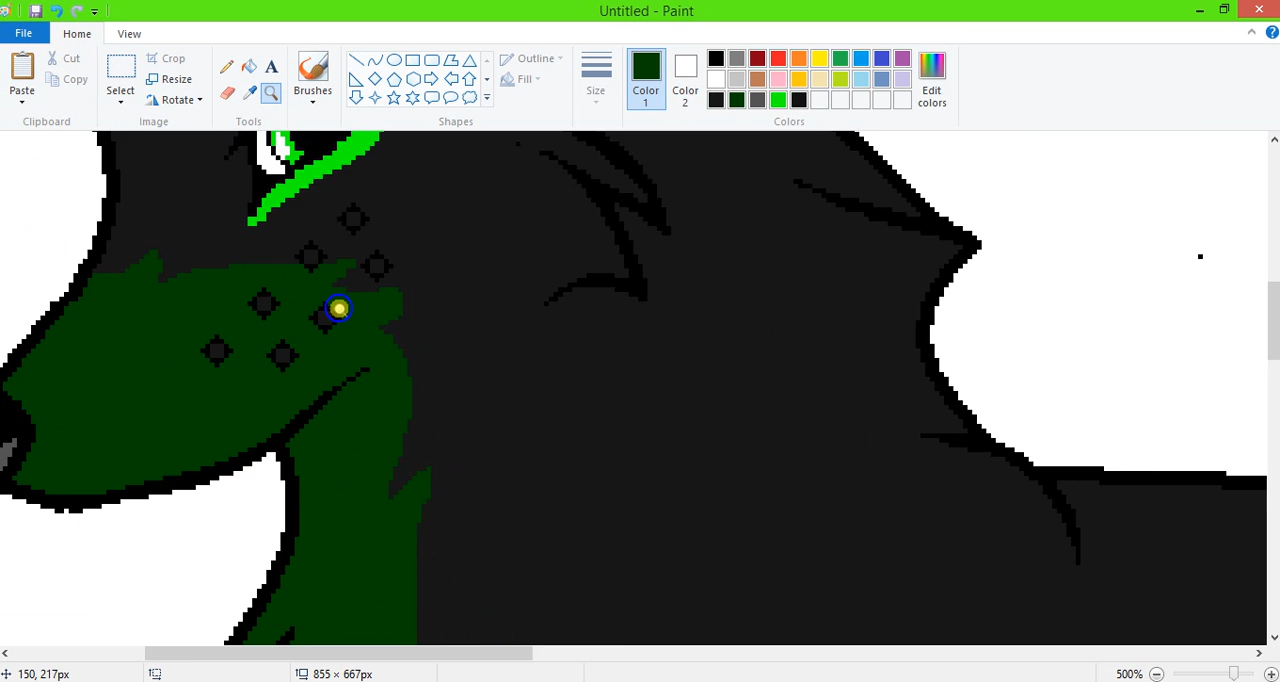 Untitled - Paint
File Home View
Paste Cut Copy Clipboard
Select Crop Resize Rotate Image
A Tools
Brushes
Outline Fill Shapes
Size
Color 1 Color 2 Edit colors Colors
150, 217px 855 × 667px 500%